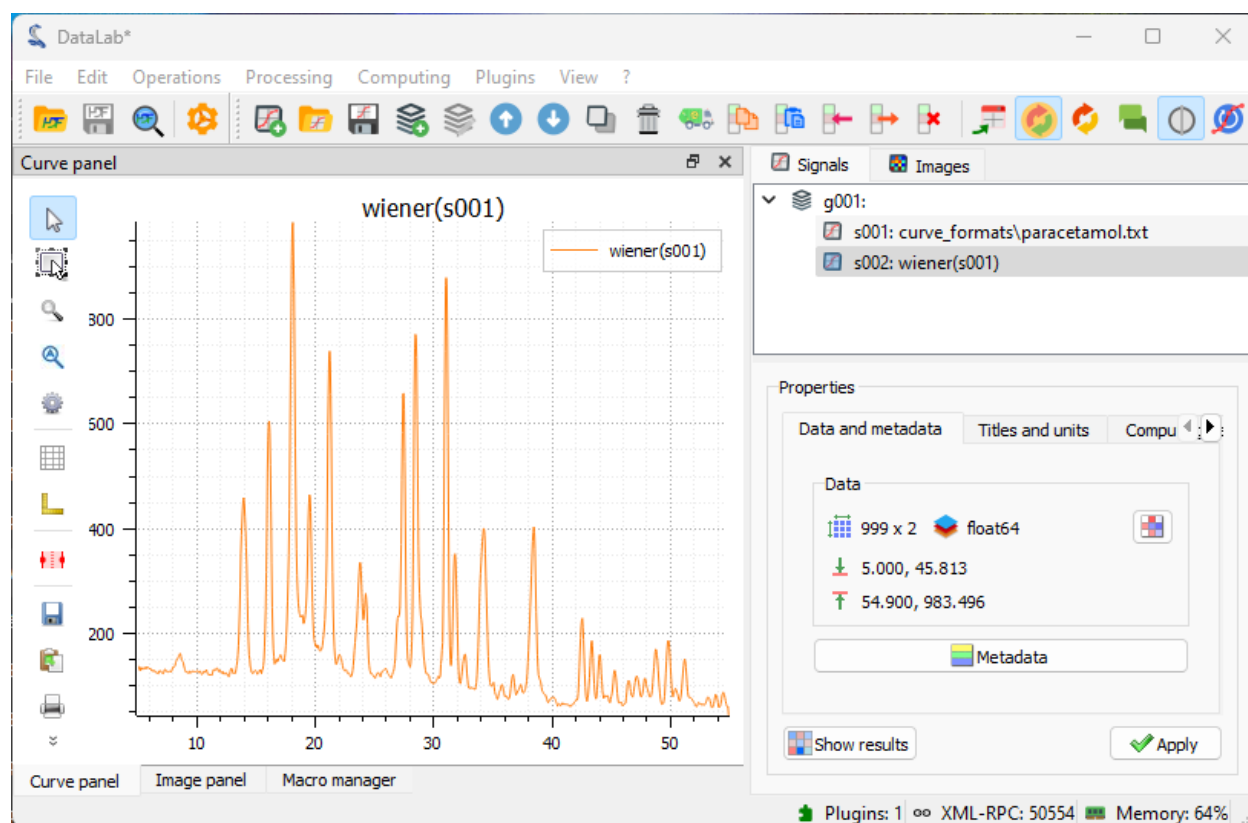 DataLab*
File Edit Operations Processing Computing Plugins View ?
Curve panel
wiener(s001)
wiener(s001)
800
600
400
200
10 20 30 40 50
Curve panel Image panel Macro manager
Signals Images
g001:
s001: curve_formats\paracetamol.txt
s002: wiener(s001)
Properties
Data and metadata Titles and units Compu
Data
999 x 2 float64
5.000, 45.813
54.900, 983.496
Metadata
Show results Apply
Plugins: 1 XML-RPC: 50554 Memory: 64%